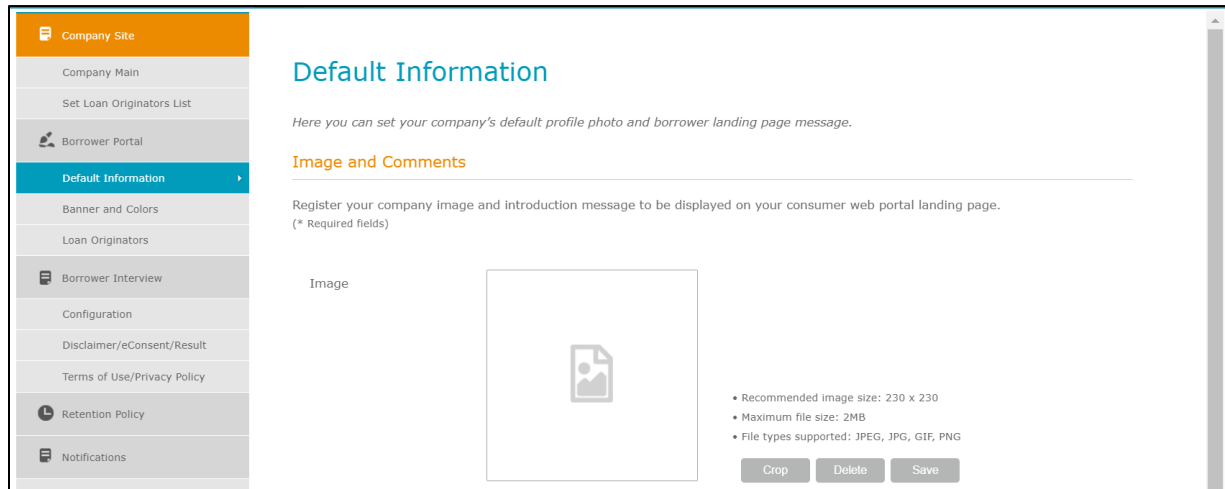 Company Site
Company Main
Set Loan Originators List
Borrower Portal
Default Information
Banner and Colors
Loan Originators
Borrower Interview
Configuration
Disclaimer/eConsent/Result
Terms of Use/Privacy Policy
Retention Policy
Notifications
Default Information
Here you can set your company's default profile photo and borrower landing page message.
Image and Comments
Register your company image and introduction message to be displayed on your consumer web portal landing page.
(* Required fields)
Image
• Recommended image size: 230 x 230
• Maximum file size: 2MB
• File types supported: JPEG, JPG, GIF, PNG
Crop Delete Save